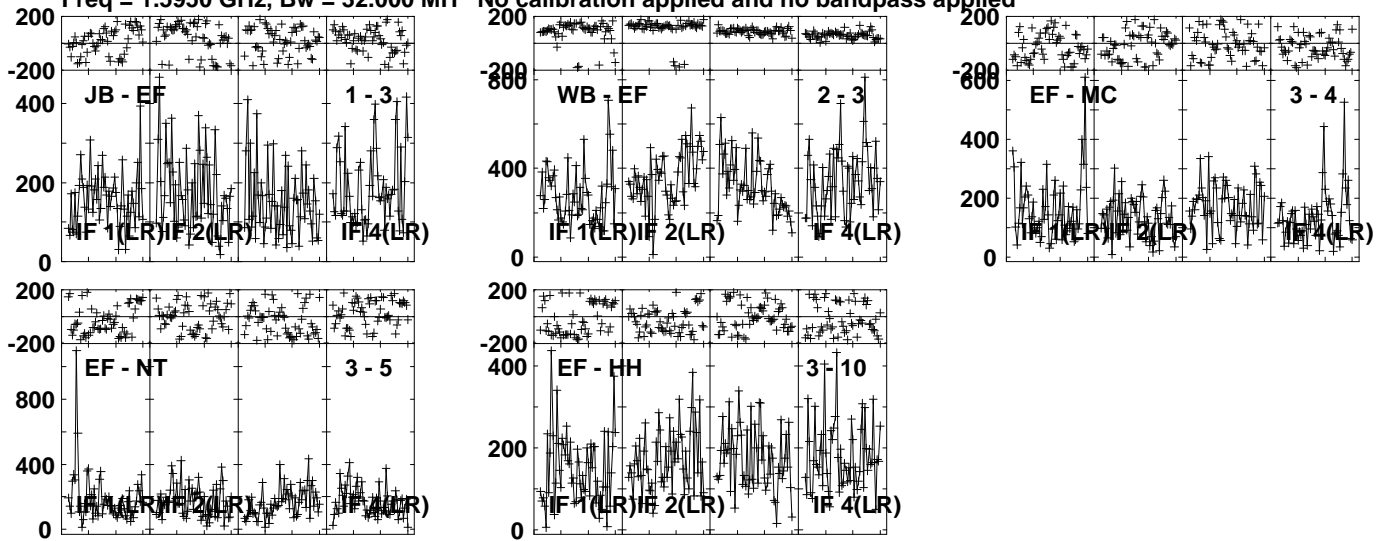 Freq = 1.5950 GHz, Bw = 32.000 MH No calibration applied and no bandpass applied
200
-200
JB - EF 1 - 3
400
200
0
IF 1(LR) IF 2(LR) IF 4(LR)
200
-200
800
WB - EF 2 - 3
400
0
IF 1(LR) IF 2(LR) IF 4(LR)
200
-200
600
EF - MC 3 - 4
400
200
0
IF 1(LR) IF 2(LR) IF 4(LR)
200
-200
EF - NT 3 - 5
800
400
0
IF 1(LR) IF 2(LR) IF 4(LR)
200
-200
EF - HH 3 - 10
400
200
0
IF 1(LR) IF 2(LR) IF 4(LR)